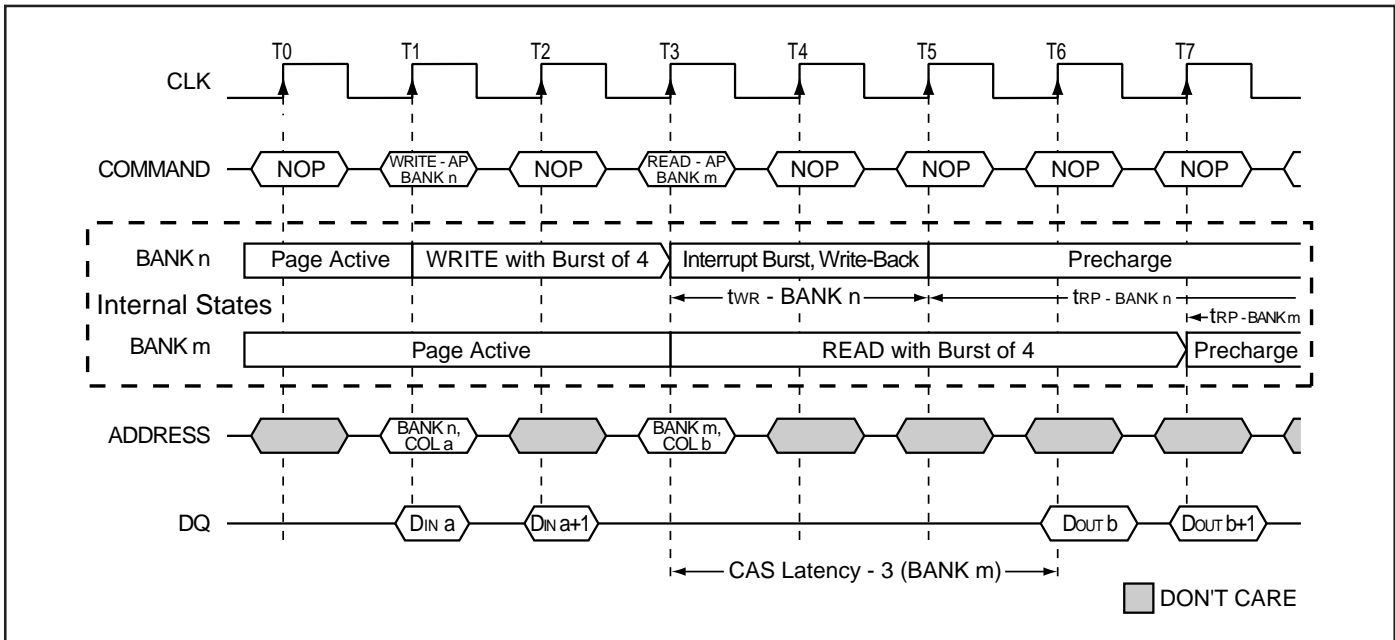 T0 T1 T2 T3 T4 T5 T6 T7
CLK
COMMAND NOP WRITE - AP BANK n NOP READ - AP BANK m NOP NOP NOP NOP
BANK n Page Active WRITE with Burst of 4 Interrupt Burst, Write-Back Precharge
tWR - BANK n tRP - BANK n
Internal States
tRP - BANK m
BANK m Page Active READ with Burst of 4 Precharge
ADDRESS BANK n, COL a BANK m, COL b
DQ DIN a DIN a+1 DOUT b DOUT b+1
CAS Latency - 3 (BANK m)
DON'T CARE